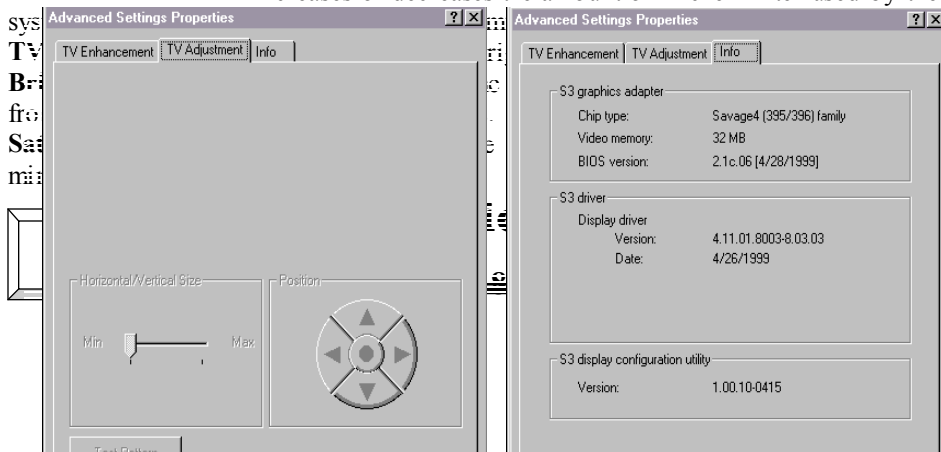 Advanced Settings Properties
TV Enhancement TV Adjustment Info
Horizontal/Vertical Size
Min Max
Position
Test Pattern
Advanced Settings Properties
TV Enhancement TV Adjustment Info
S3 graphics adapter
Chip type: Savage4 (395/396) family
Video memory: 32 MB
BIOS version: 2.1c.06 [4/28/1999]
S3 driver
Display driver
Version: 4.11.01.8003-8.03.03
Date: 4/26/1999
S3 display configuration utility
Version: 1.00.10-0415